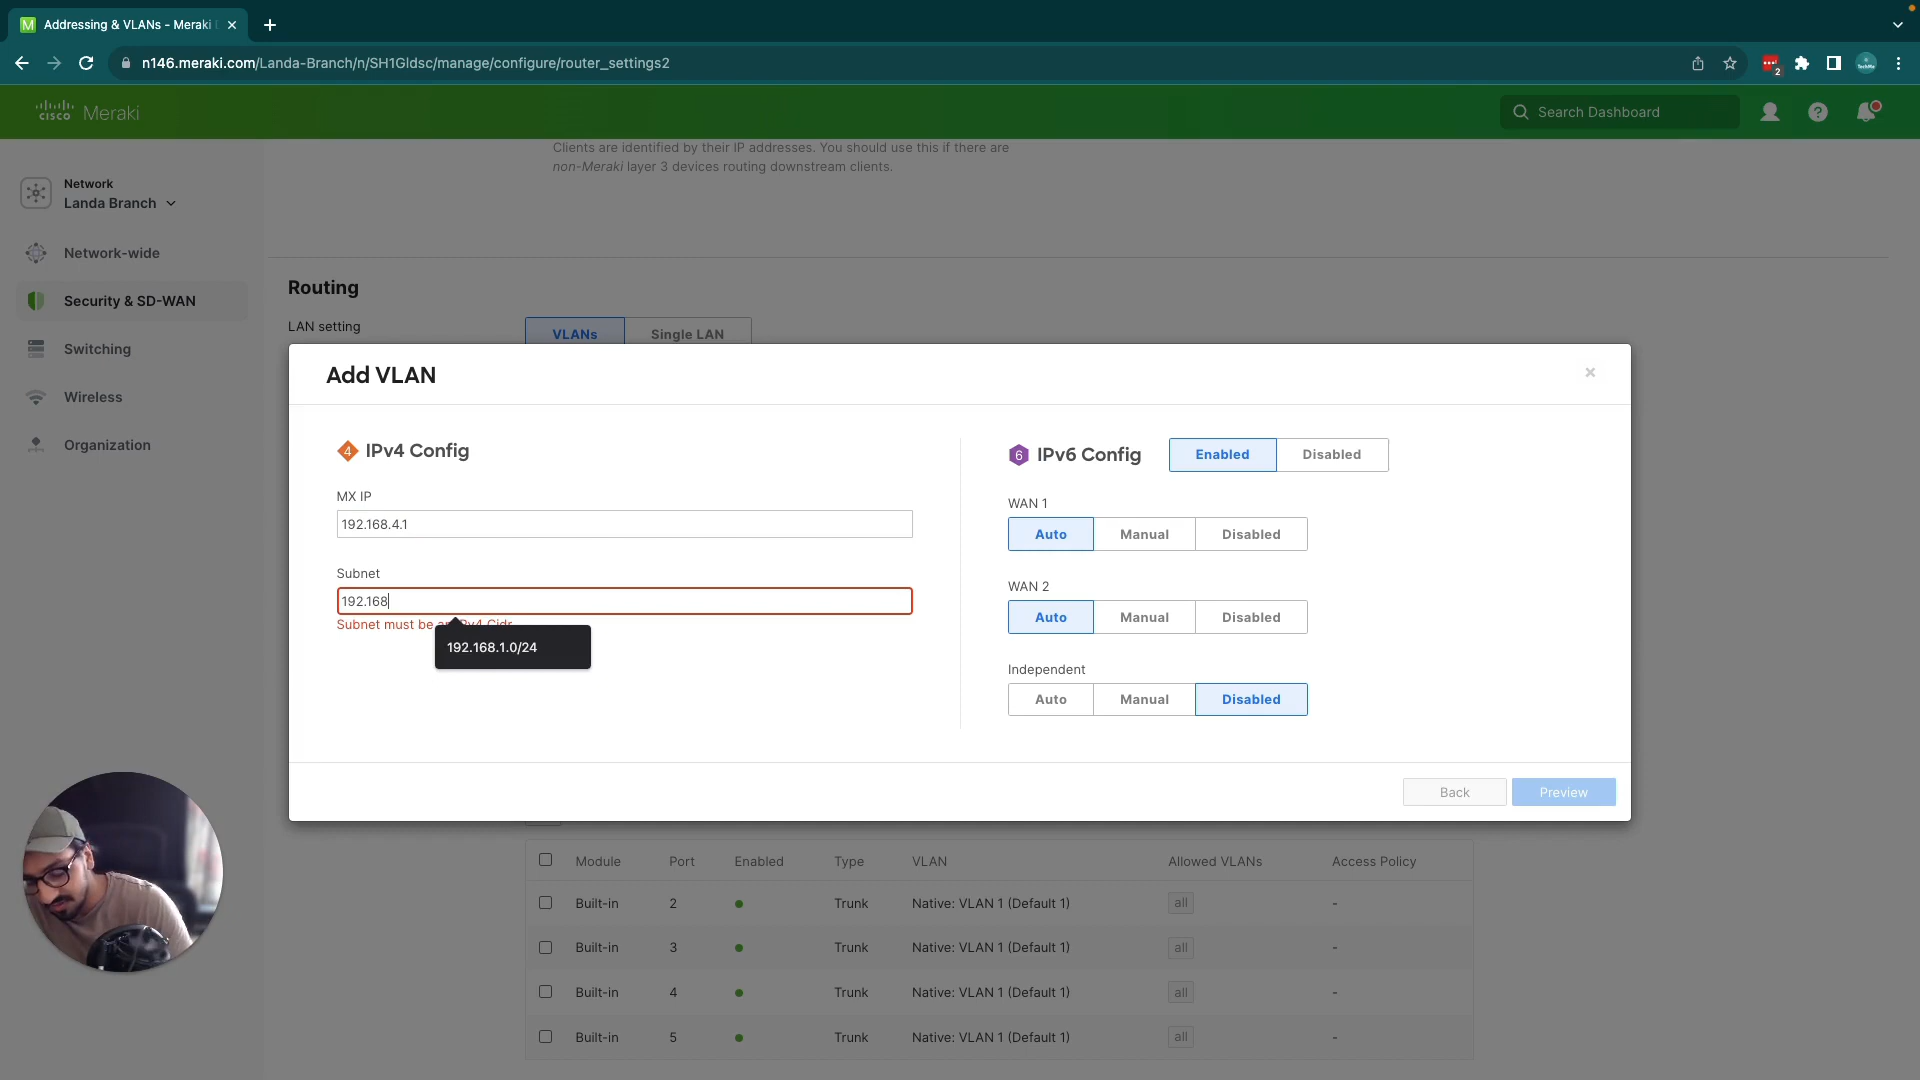 Addressing & VLANs - Meraki
n146.meraki.com/Landa-Branch/n/SH1Gldsc/manage/configure/router_settings2
2
cisco Meraki
Search Dashboard
?
Clients are identified by their IP addresses. You should use this if there are
non-Meraki layer 3 devices routing downstream clients.
Network
Landa Branch
Network-wide
Security & SD-WAN
Switching
Wireless
Organization
Routing
LAN setting
VLANs
Single LAN
Add VLAN
×
4 IPv4 Config
MX IP
192.168.4.1
Subnet
192.168
Subnet must be an IPv4 Cidr
192.168.1.0/24
6 IPv6 Config
Enabled
Disabled
WAN 1
Auto
Manual
Disabled
WAN 2
Auto
Manual
Disabled
Independent
Auto
Manual
Disabled
Back
Preview
Module Port Enabled Type VLAN Allowed VLANs Access Policy
Built-in 2 Trunk Native: VLAN 1 (Default 1) all -
Built-in 3 Trunk Native: VLAN 1 (Default 1) all -
Built-in 4 Trunk Native: VLAN 1 (Default 1) all -
Built-in 5 Trunk Native: VLAN 1 (Default 1) all -